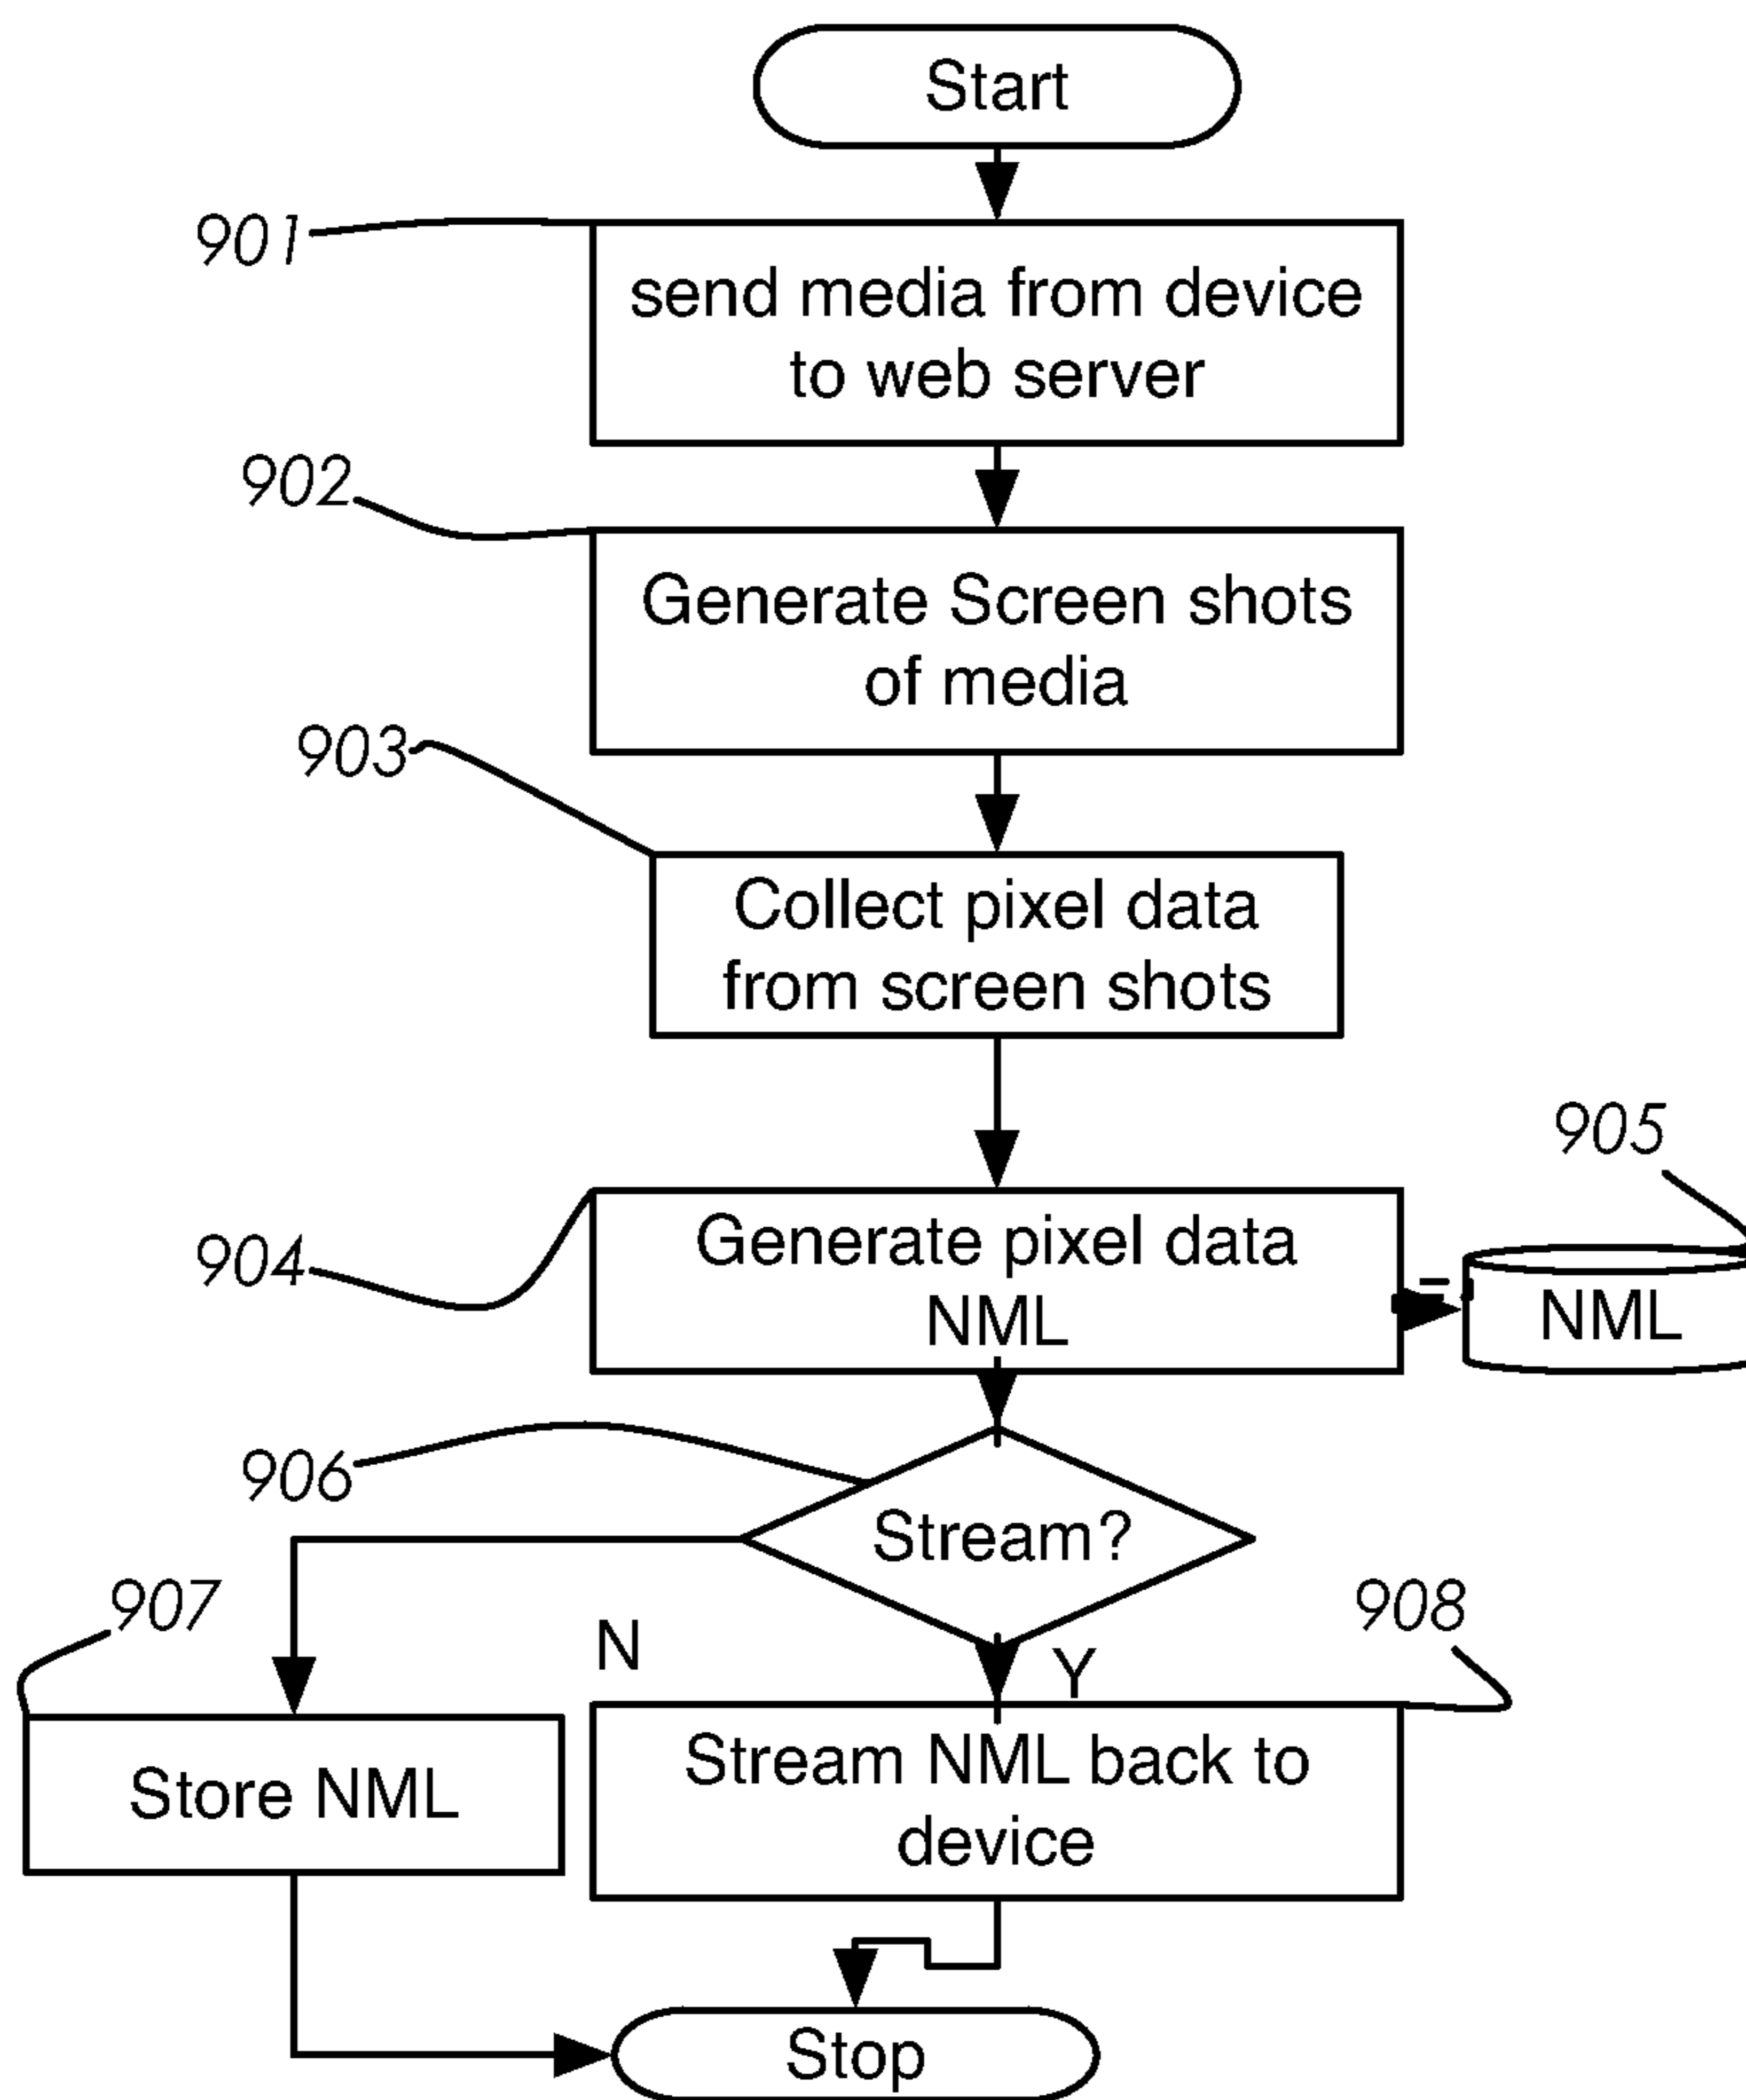 Start
901
send media from device
to web server
902
Generate Screen shots
of media
903
Collect pixel data
from screen shots
905
904
Generate pixel data
NML
NML
906
Stream?
907
908
N
Y
Store NML
Stream NML back to
device
Stop